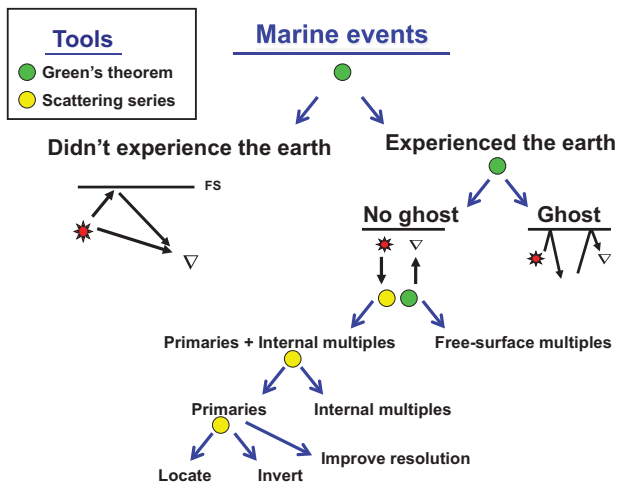 Tools
Green's theorem
Scattering series
Marine events
Didn't experience the earth
Experienced the earth
FS
No ghost
Ghost
Primaries + Internal multiples
Free-surface multiples
Primaries
Internal multiples
Improve resolution
Locate
Invert